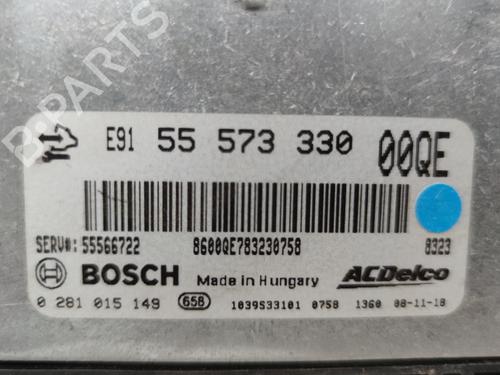 E91 55 573 330 00QE
SERV#: 55566722 8600QE783230758 8323
BOSCH Made in Hungary ACDelco
0 281 015 149 658 1039S33101 0758 1360 08-11-18
B-PARTS